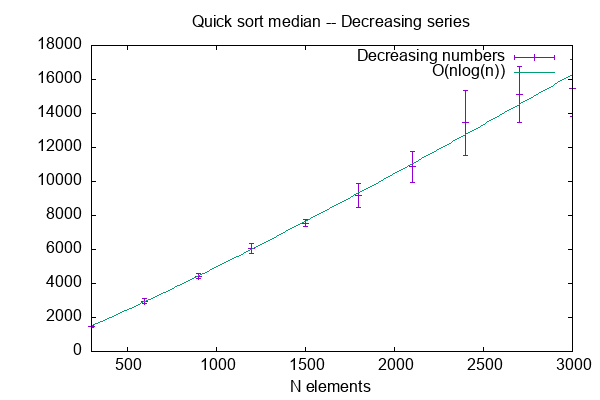 Quick sort median -- Decreasing series
18000
16000
14000
12000
10000
8000
6000
4000
2000
0
Decreasing numbers
O(nlog(n))
500 1000 1500 2000 2500 3000
N elements